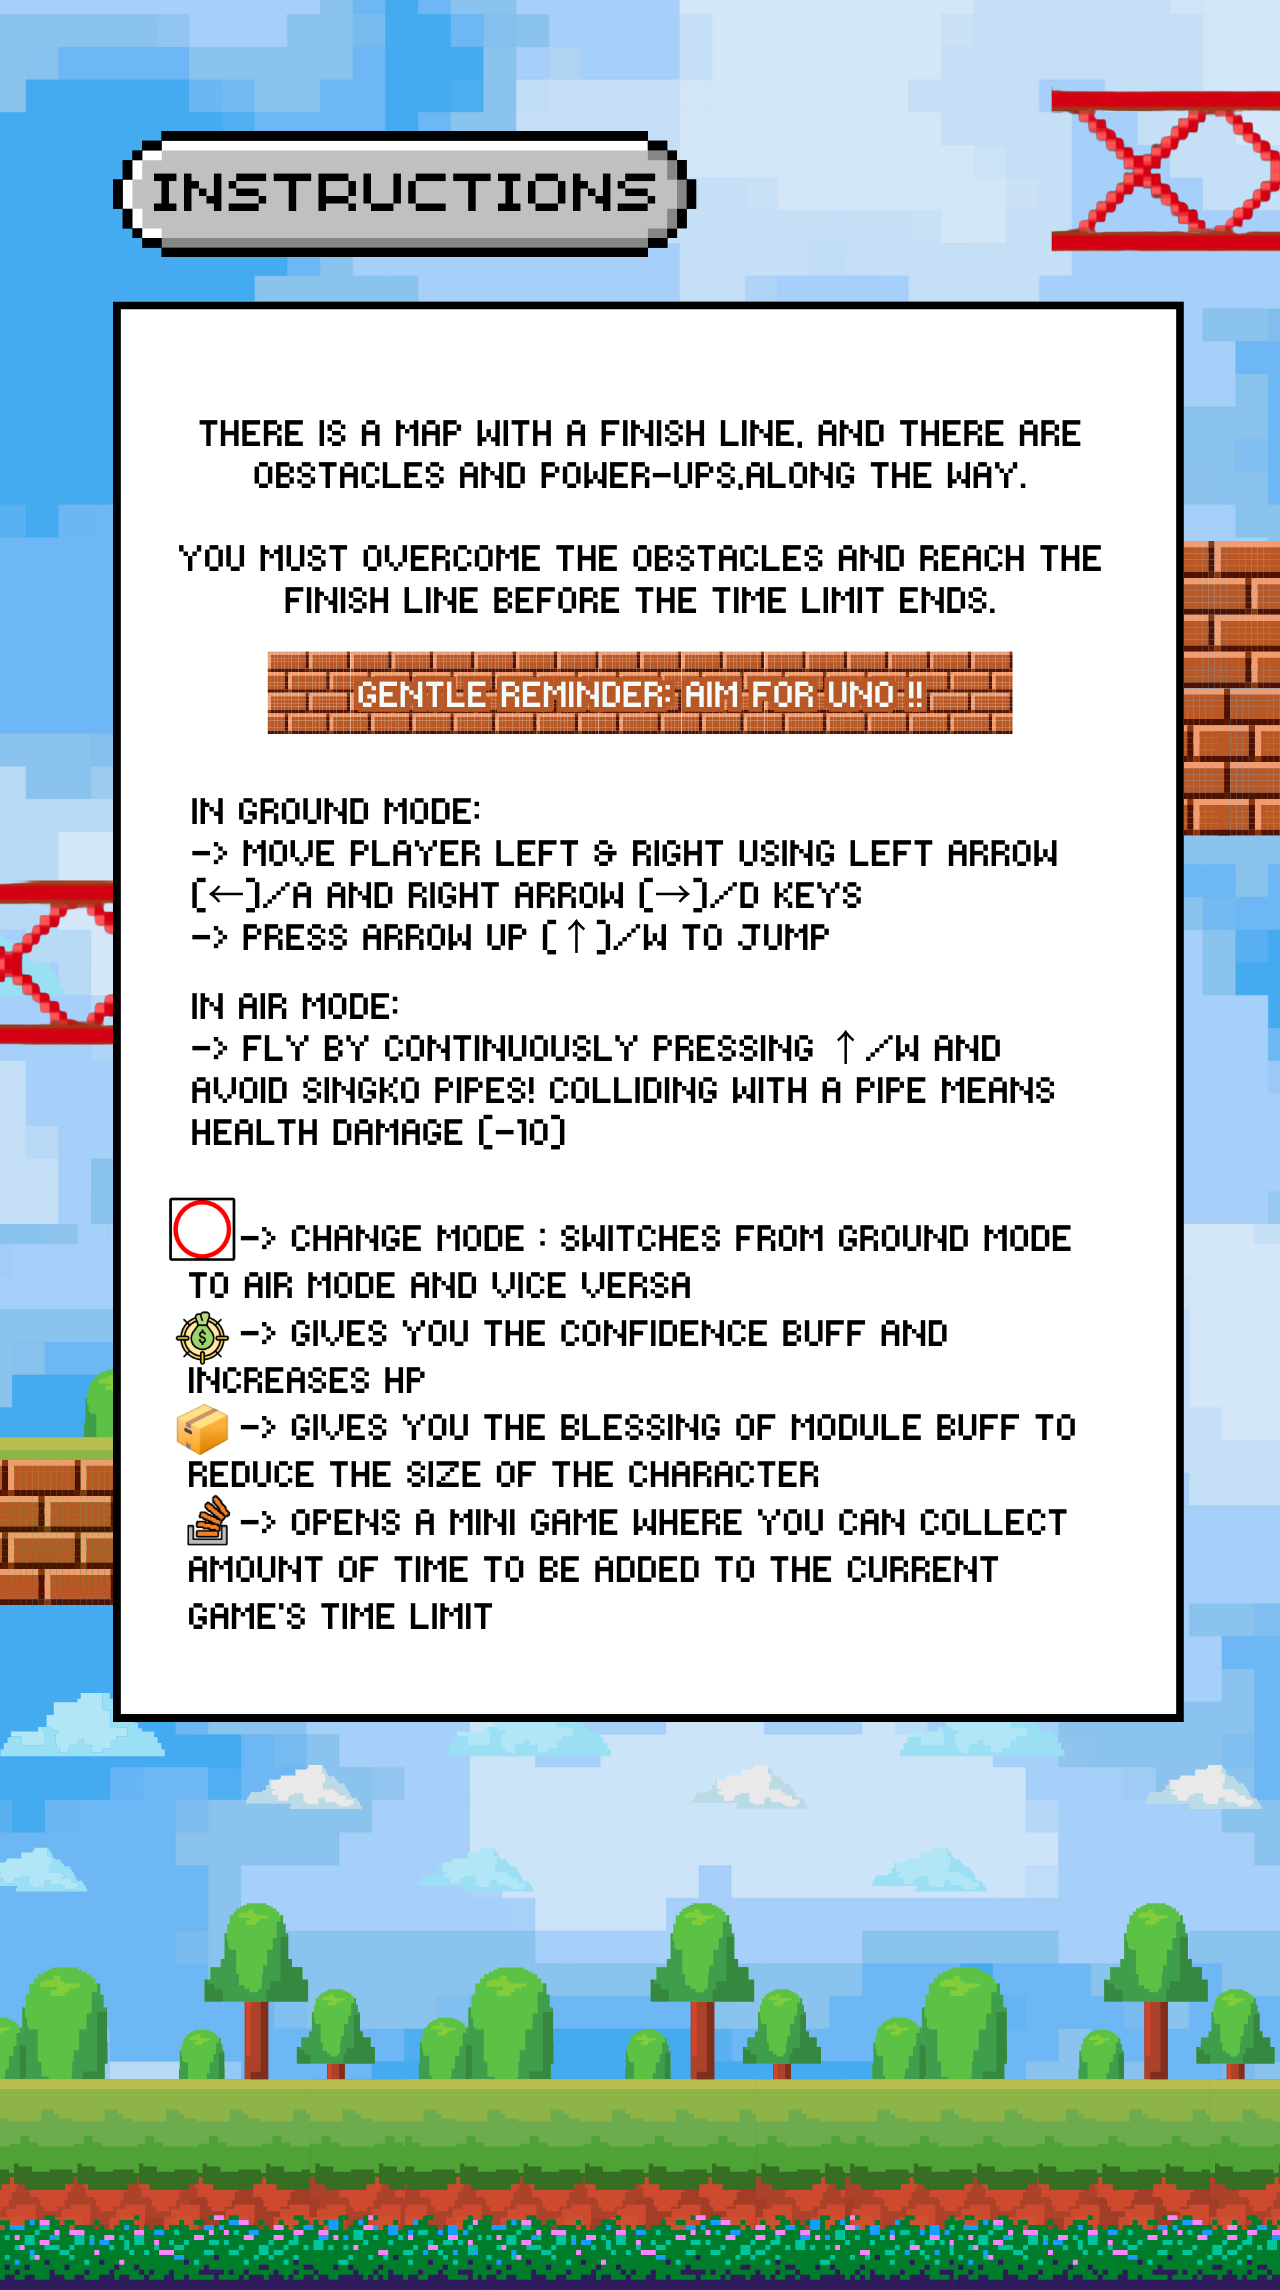 INSTRUCTIONS
THERE IS A MAP WITH A FINISH LINE, AND THERE ARE
OBSTACLES AND POWER-UPS,ALONG THE WAY.
YOU MUST OVERCOME THE OBSTACLES AND REACH THE
FINISH LINE BEFORE THE TIME LIMIT ENDS.
GENTLE REMINDER: AIM FOR UNO !!
IN GROUND MODE:
-> MOVE PLAYER LEFT & RIGHT USING LEFT ARROW
(←)/A AND RIGHT ARROW (→)/D KEYS
-> PRESS ARROW UP (↑)/W TO JUMP
IN AIR MODE:
-> FLY BY CONTINUOUSLY PRESSING ↑/W AND
AVOID SINGKO PIPES! COLLIDING WITH A PIPE MEANS
HEALTH DAMAGE (-10)
-> CHANGE MODE : SWITCHES FROM GROUND MODE
TO AIR MODE AND VICE VERSA
$ -> GIVES YOU THE CONFIDENCE BUFF AND
INCREASES HP
-> GIVES YOU THE BLESSING OF MODULE BUFF TO
REDUCE THE SIZE OF THE CHARACTER
-> OPENS A MINI GAME WHERE YOU CAN COLLECT
AMOUNT OF TIME TO BE ADDED TO THE CURRENT
GAME'S TIME LIMIT